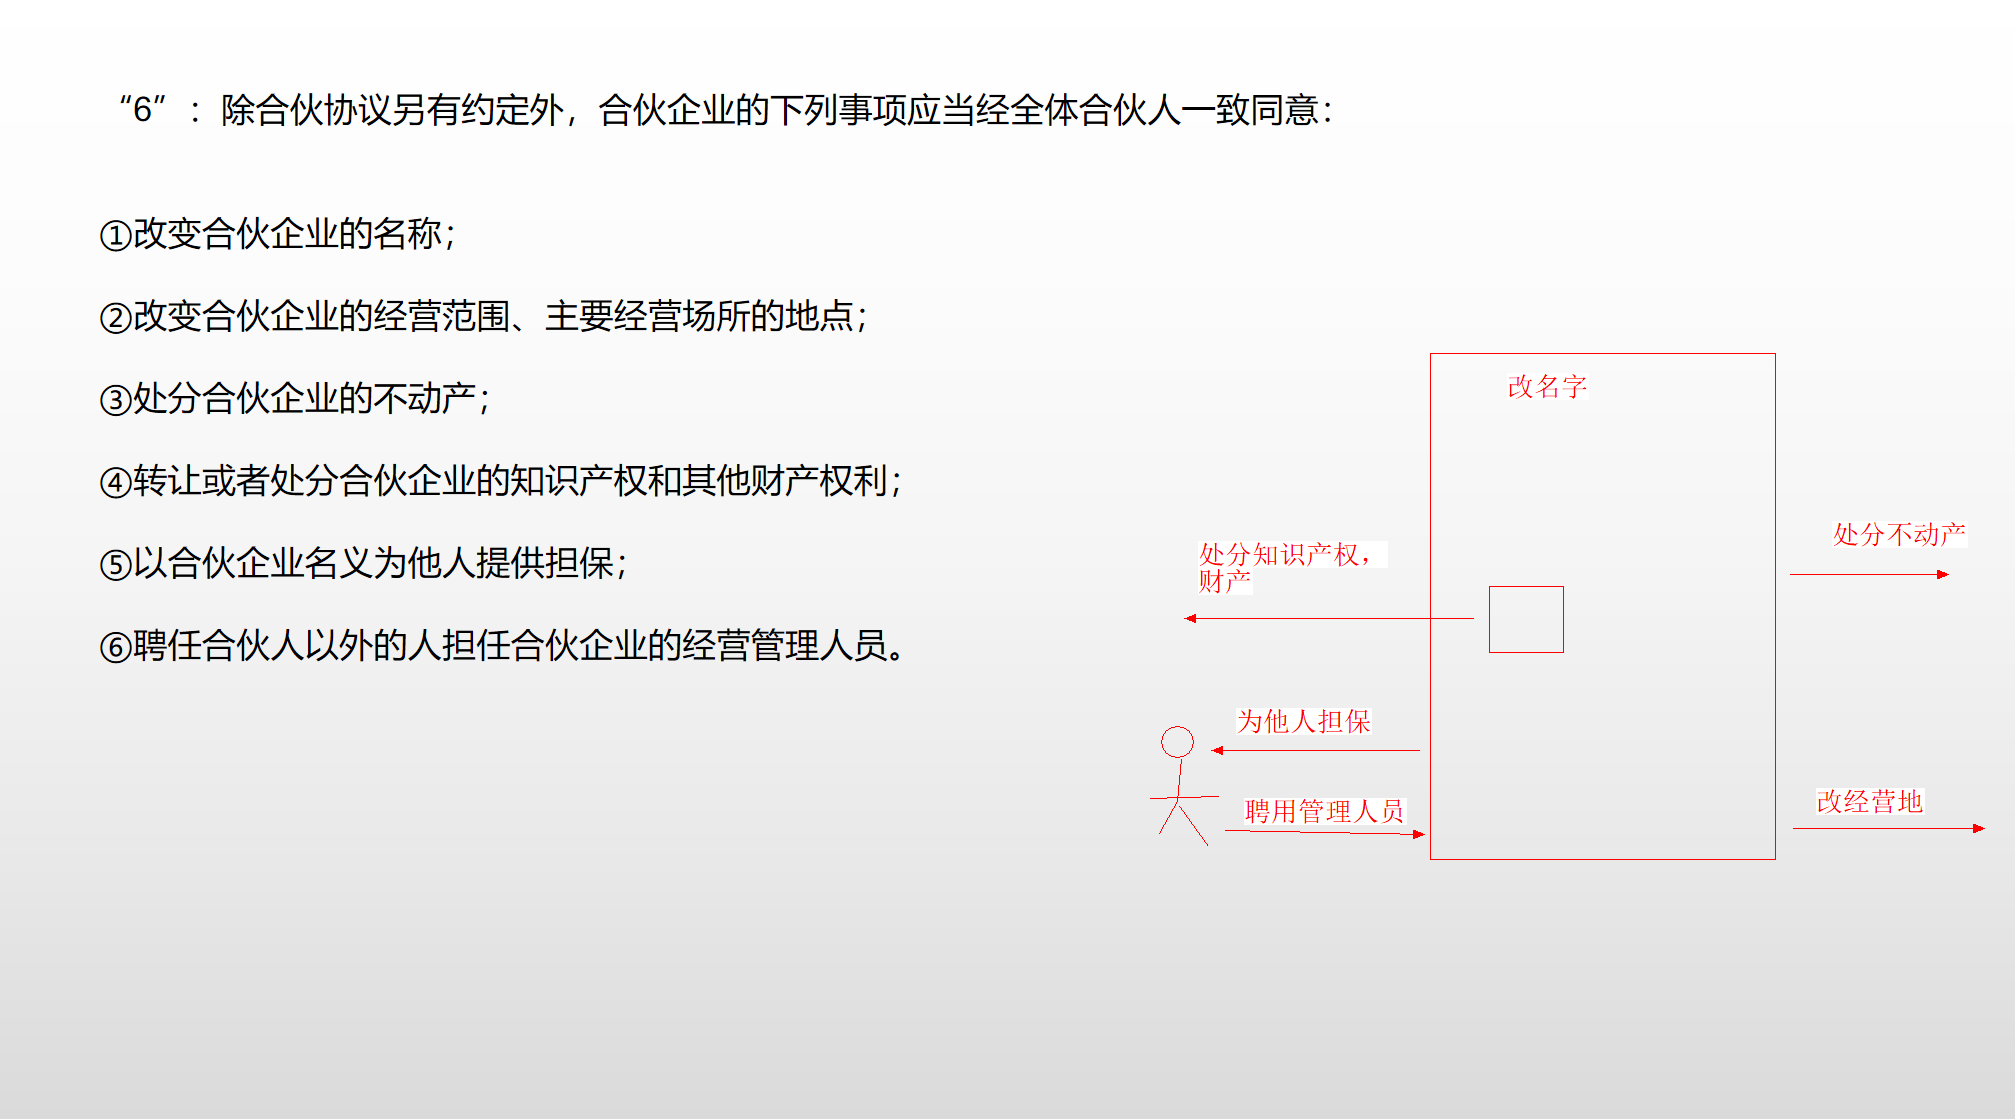 “6”：除合伙协议另有约定外，合伙企业的下列事项应当经全体合伙人一致同意：
①改变合伙企业的名称；
②改变合伙企业的经营范围、主要经营场所的地点；
③处分合伙企业的不动产；
④转让或者处分合伙企业的知识产权和其他财产权利；
⑤以合伙企业名义为他人提供担保；
⑥聘任合伙人以外的人担任合伙企业的经营管理人员。
改名字
处分不动产
处分知识产权，
财产
为他人担保
聘用管理人员
改经营地